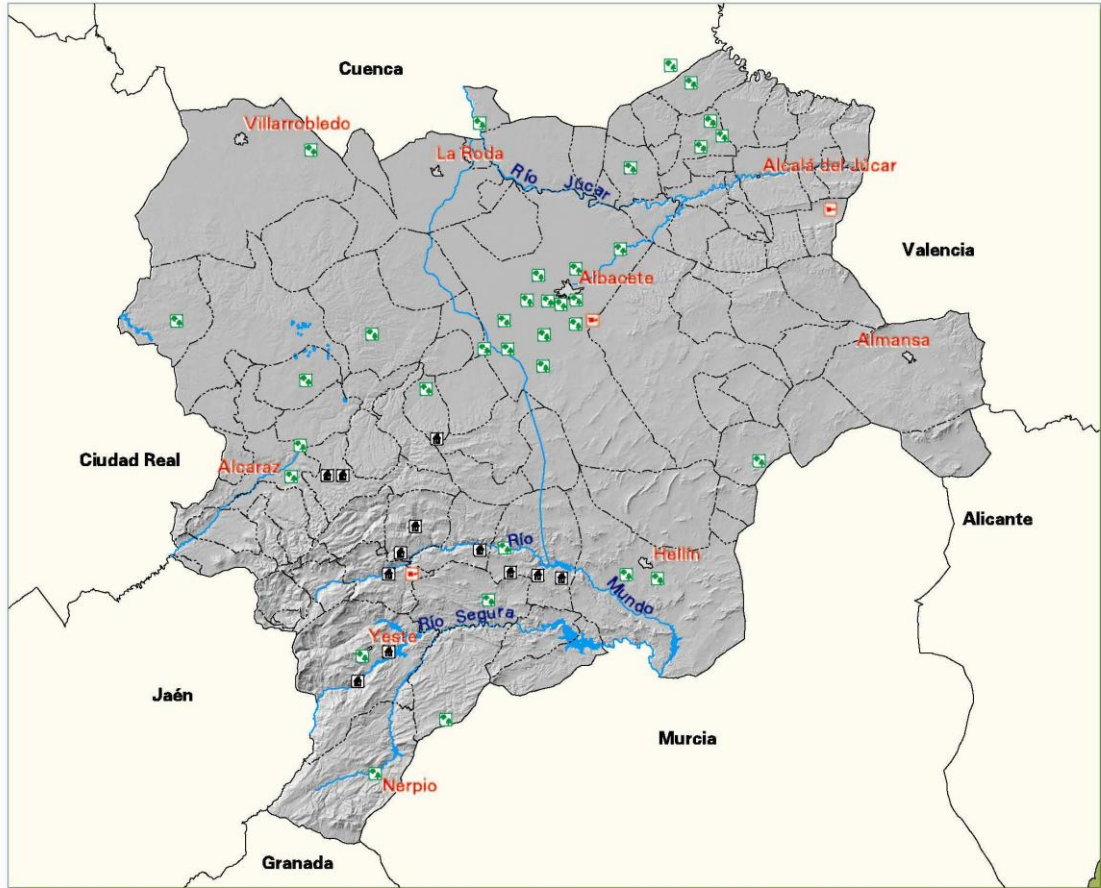 Cuenca
Villarrobledo
La Roda
Río Júcar
Alcalá del Júcar
Valencia
Albacete
Almansa
Ciudad Real
Alcaraz
Alicante
Río
Mundo
Hellín
Río Segura
Yeste
Jaén
Murcia
Nerpio
Granada